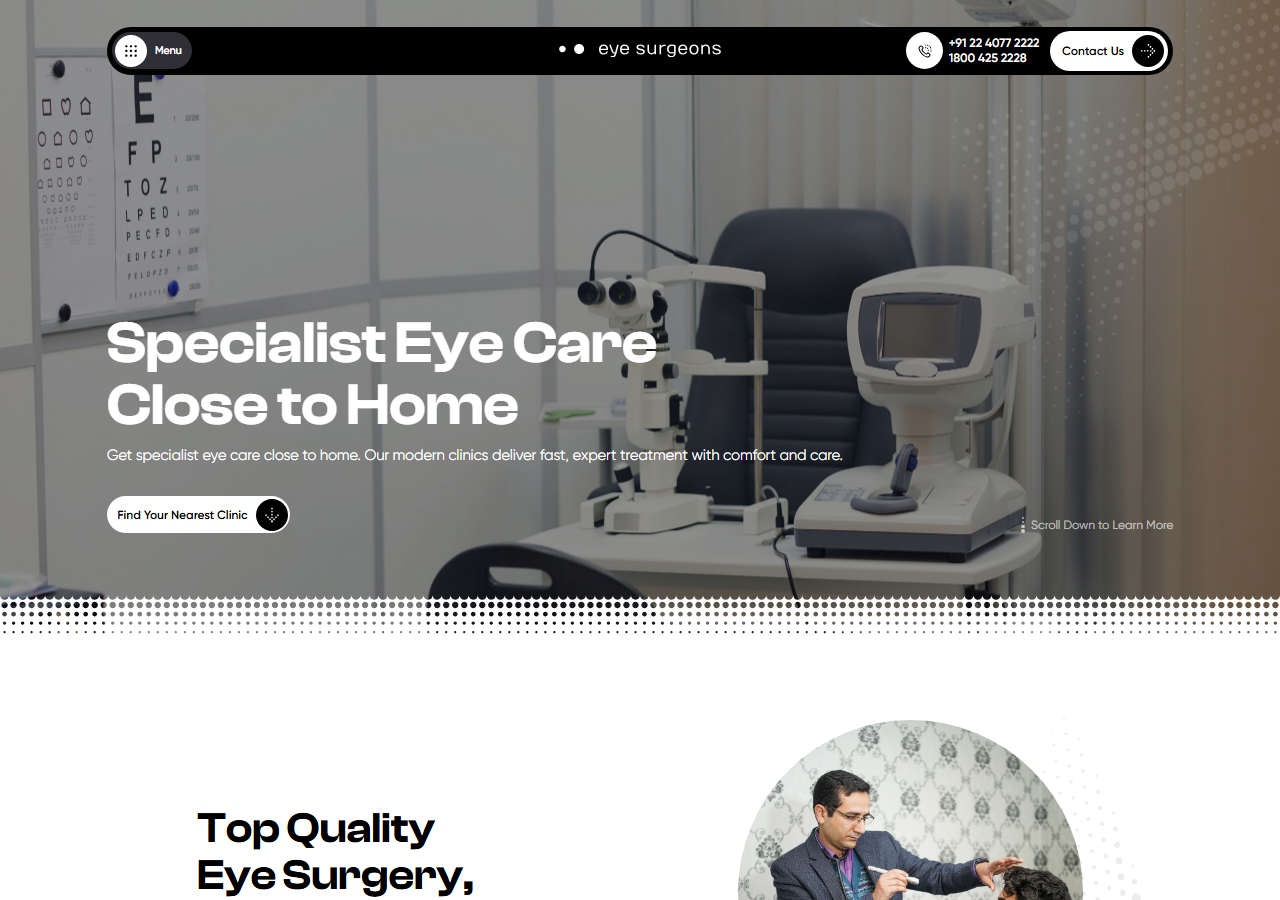 Menu
eye surgeons
+91 22 4077 2222
1800 425 2228
Contact Us
E
F P
T O Z
L P E D
P E C F D
E D F C Z P
F E L O P Z D
Specialist Eye Care
Close to Home
Get specialist eye care close to home. Our modern clinics deliver fast, expert treatment with comfort and care.
Find Your Nearest Clinic
Scroll Down to Learn More
Top Quality
Eye Surgery,